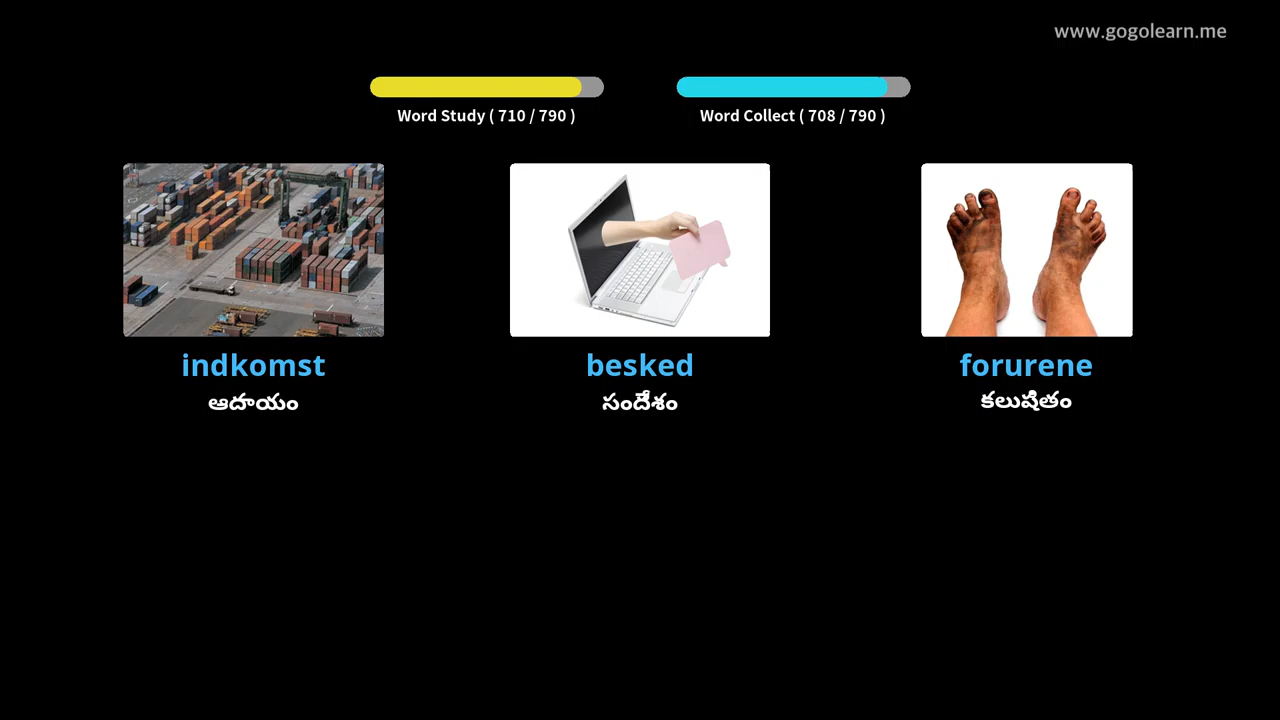 www.gogolearn.me
Word Study ( 710 / 790 )
Word Collect ( 708 / 790 )
indkomst
besked
forurene
ఆదాయం
సందేశం
కలుషితం